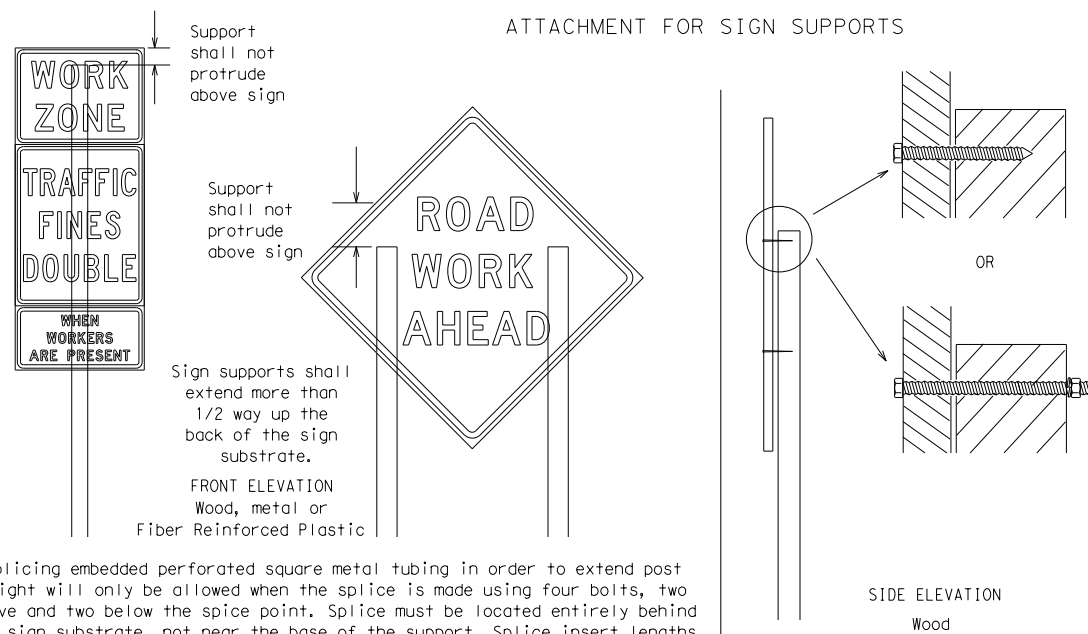 ATTACHMENT FOR SIGN SUPPORTS
Support
shall not
protrude
above sign
WORK
ZONE
TRAFFIC
FINES
DOUBLE
WHEN
WORKERS
ARE PRESENT
Support
shall not
protrude
above sign
ROAD
WORK
AHEAD
Sign supports shall
extend more than
1/2 way up the
back of the sign
substrate.
FRONT ELEVATION
Wood, metal or
Fiber Reinforced Plastic
OR
SIDE ELEVATION
Wood
plicing embedded perforated square metal tubing in order to extend post
ight will only be allowed when the splice is made using four bolts, two
ve and two below the spice point. Splice must be located entirely behind
sign substrate, not near the base of the support. Splice insert lengths